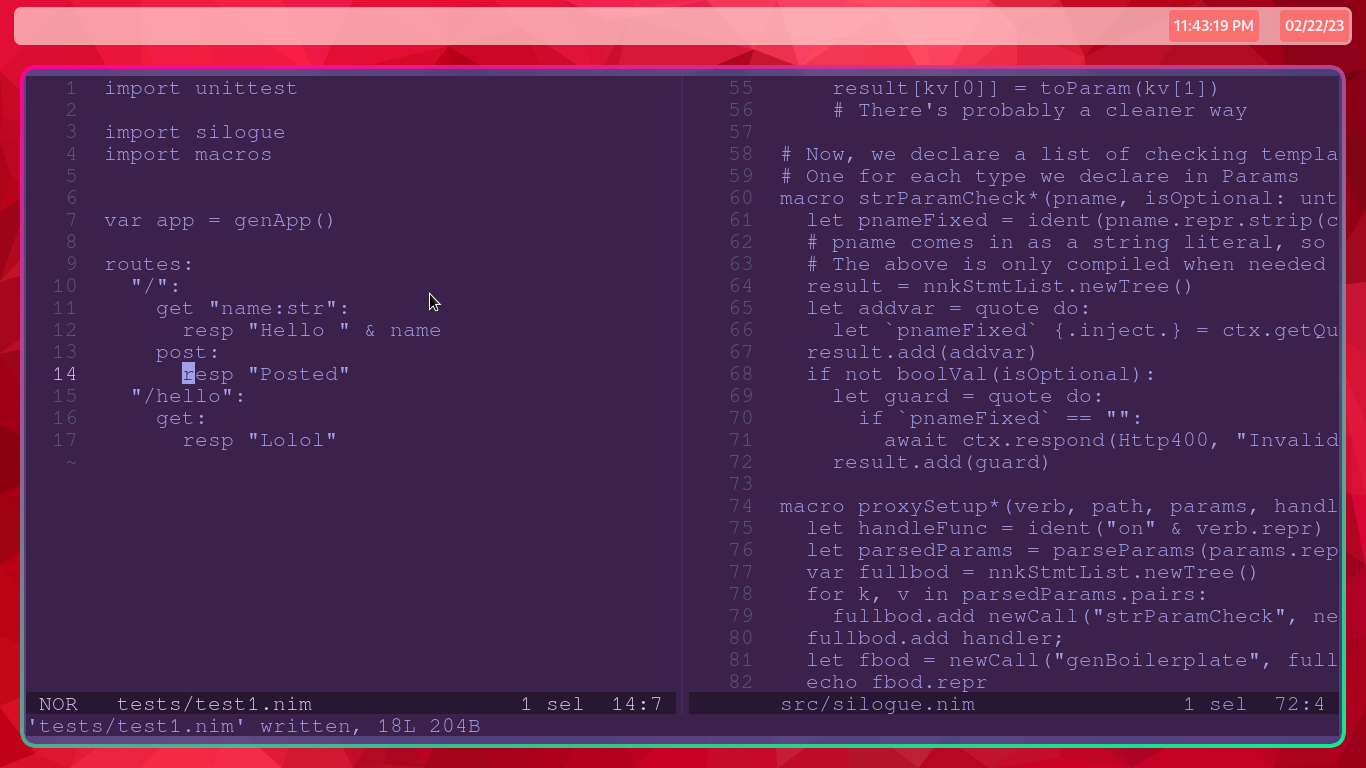 11:43:19 PM 02/22/23
1 import unittest
2
3 import silogue
4 import macros
5
6
7 var app = genApp()
8
9 routes:
10   "/":
11     get "name:str":
12       resp "Hello " & name
13     post:
14       resp "Posted"
15   "/hello":
16     get:
17       resp "Lolol"
~
NOR tests/test1.nim 1 sel 14:7
55     result[kv[0]] = toParam(kv[1])
56     # There's probably a cleaner way
57
58 # Now, we declare a list of checking templa
59 # One for each type we declare in Params
60 macro strParamCheck*(pname, isOptional: unt
61   let pnameFixed = ident(pname.repr.strip(c
62   # pname comes in as a string literal, so
63   # The above is only compiled when needed
64   result = nnkStmtList.newTree()
65   let addvar = quote do:
66     let `pnameFixed` {.inject.} = ctx.getQu
67   result.add(addvar)
68   if not boolVal(isOptional):
69     let guard = quote do:
70       if `pnameFixed` == "":
71         await ctx.respond(Http400, "Invalid
72     result.add(guard)
73
74 macro proxySetup*(verb, path, params, handl
75   let handleFunc = ident("on" & verb.repr)
76   let parsedParams = parseParams(params.rep
77   var fullbod = nnkStmtList.newTree()
78   for k, v in parsedParams.pairs:
79     fullbod.add newCall("strParamCheck", ne
80   fullbod.add handler;
81   let fbod = newCall("genBoilerplate", full
82   echo fbod.repr
src/silogue.nim 1 sel 72:4
'tests/test1.nim' written, 18L 204B